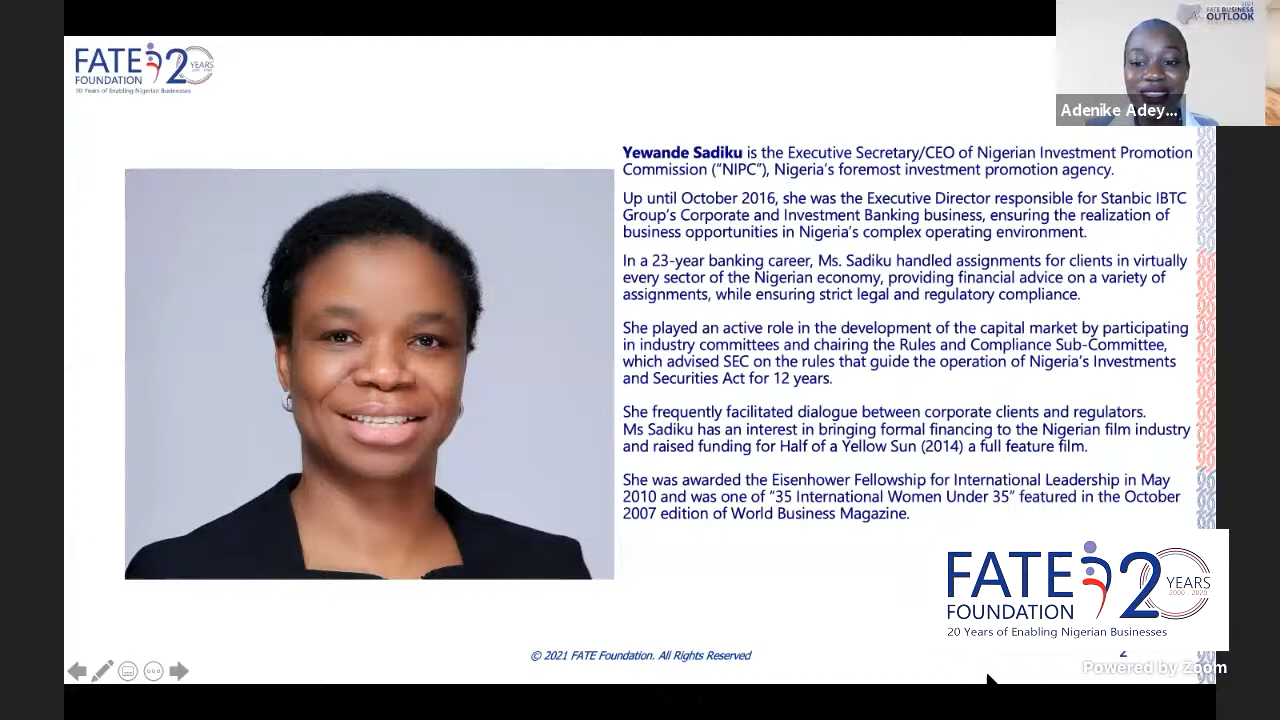 FATE
FOUNDATION
20 YEARS
20 Years of Enabling Nigerian Businesses
2021
FATE BUSINESS
OUTLOOK
Adenike Adey...
Yewande Sadiku is the Executive Secretary/CEO of Nigerian Investment Promotion
Commission (“NIPC”), Nigeria’s foremost investment promotion agency.
Up until October 2016, she was the Executive Director responsible for Stanbic IBTC
Group’s Corporate and Investment Banking business, ensuring the realization of
business opportunities in Nigeria’s complex operating environment.
In a 23-year banking career, Ms. Sadiku handled assignments for clients in virtually
every sector of the Nigerian economy, providing financial advice on a variety of
assignments, while ensuring strict legal and regulatory compliance.
She played an active role in the development of the capital market by participating
in industry committees and chairing the Rules and Compliance Sub-Committee,
which advised SEC on the rules that guide the operation of Nigeria’s Investments
and Securities Act for 12 years.
She frequently facilitated dialogue between corporate clients and regulators.
Ms Sadiku has an interest in bringing formal financing to the Nigerian film industry
and raised funding for Half of a Yellow Sun (2014) a full feature film.
She was awarded the Eisenhower Fellowship for International Leadership in May
2010 and was one of “35 International Women Under 35” featured in the October
2007 edition of World Business Magazine.
FATE
FOUNDATION
20 YEARS
2000 - 2020
20 Years of Enabling Nigerian Businesses
© 2021 FATE Foundation. All Rights Reserved
2
Powered by Zoom